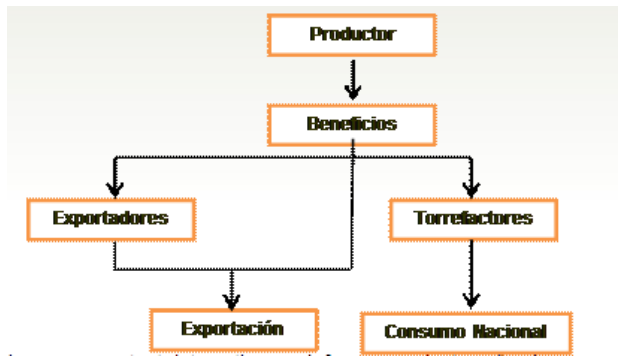 Productor
Beneficios
Exportadores
Torrefactores
Exportación
Consumo Nacional